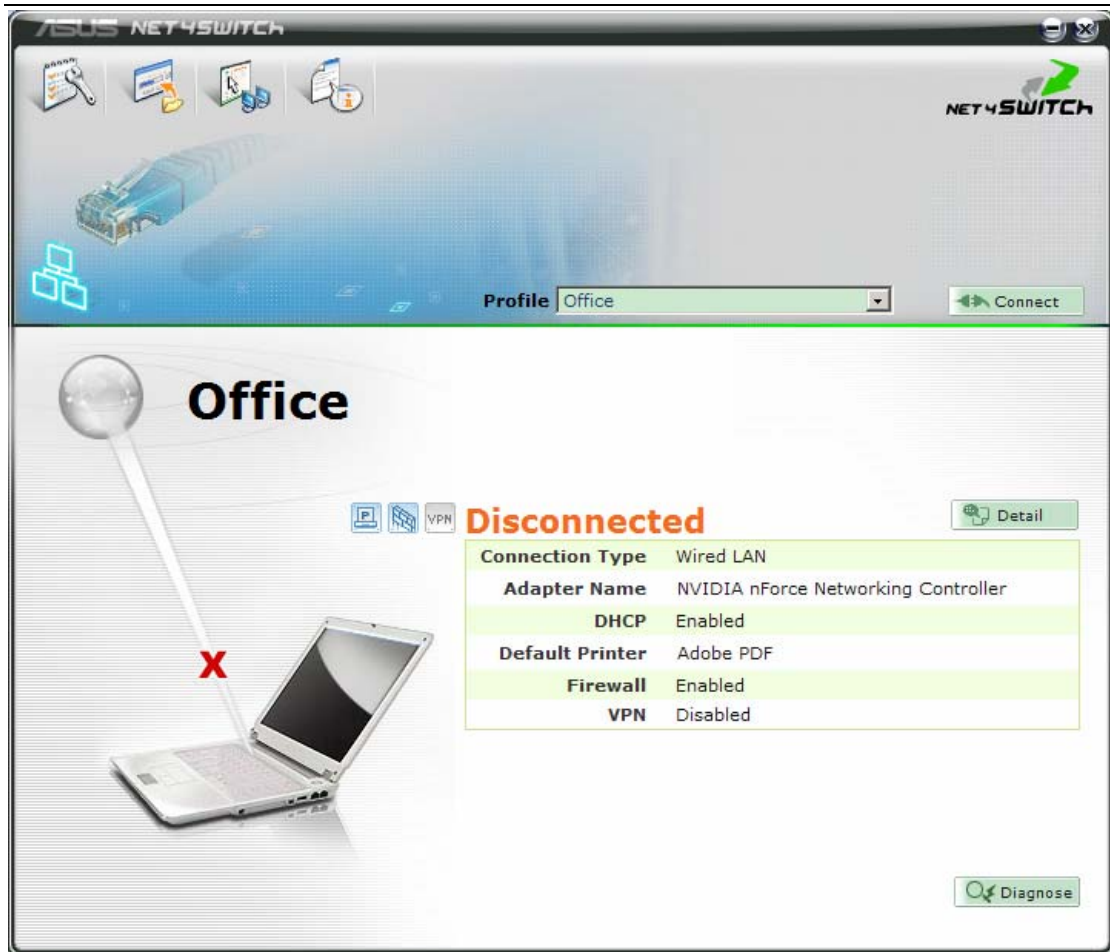 ASUS NET4SWITCH
NET4SWITCH
Profile Office
Connect
Office
P
VPN
Disconnected
Detail
Connection Type Wired LAN
Adapter Name NVIDIA nForce Networking Controller
DHCP Enabled
Default Printer Adobe PDF
Firewall Enabled
VPN Disabled
X
Diagnose